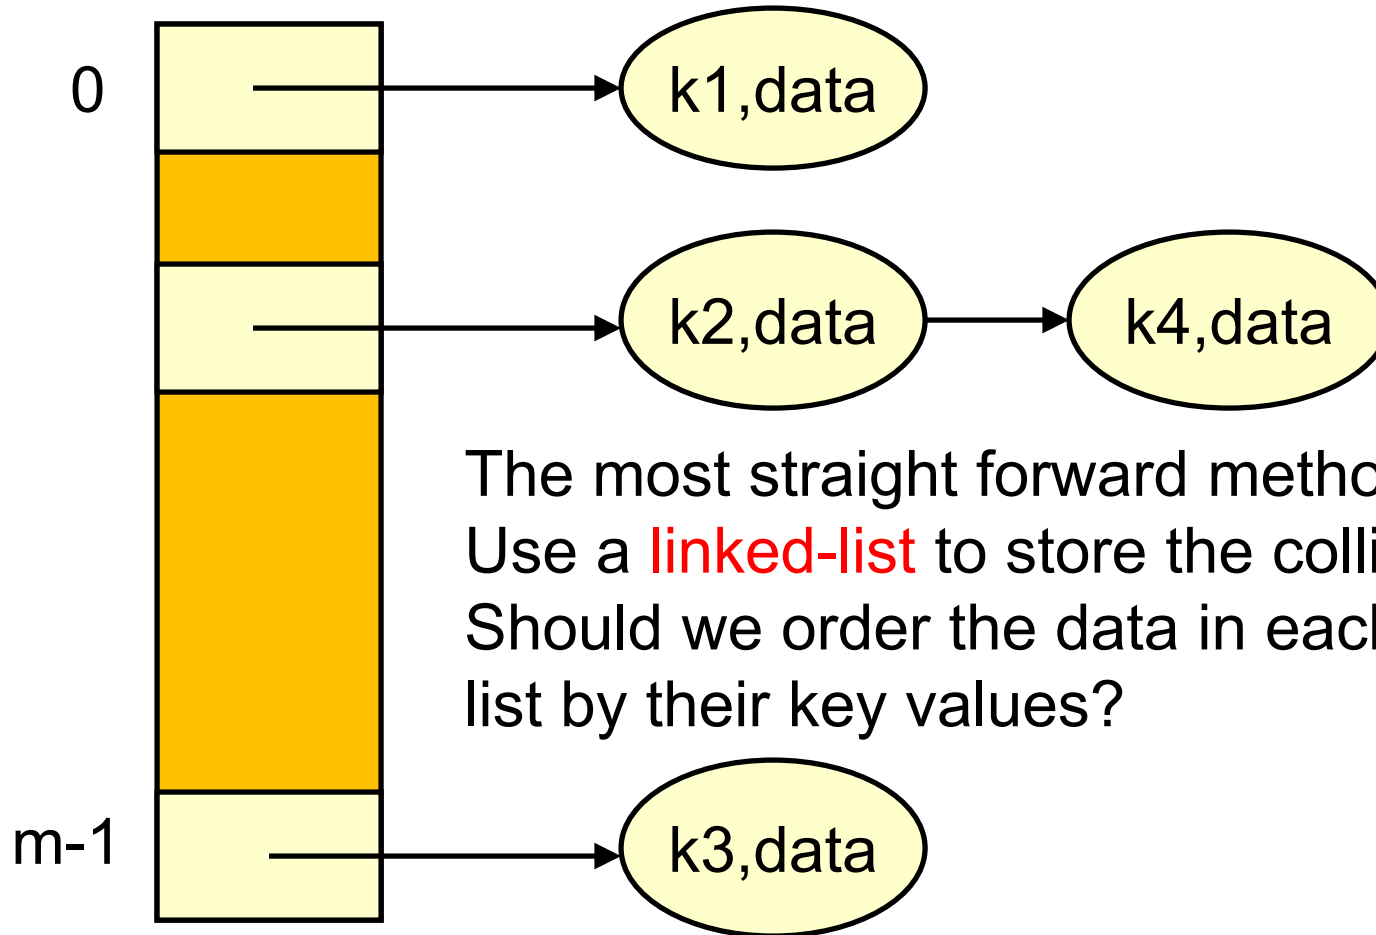 0
k1,data
k2,data
k4,data
The most straight forward
Use a linked-list to store the
Should we order the data in
list by their key values?
m-1
k3,data